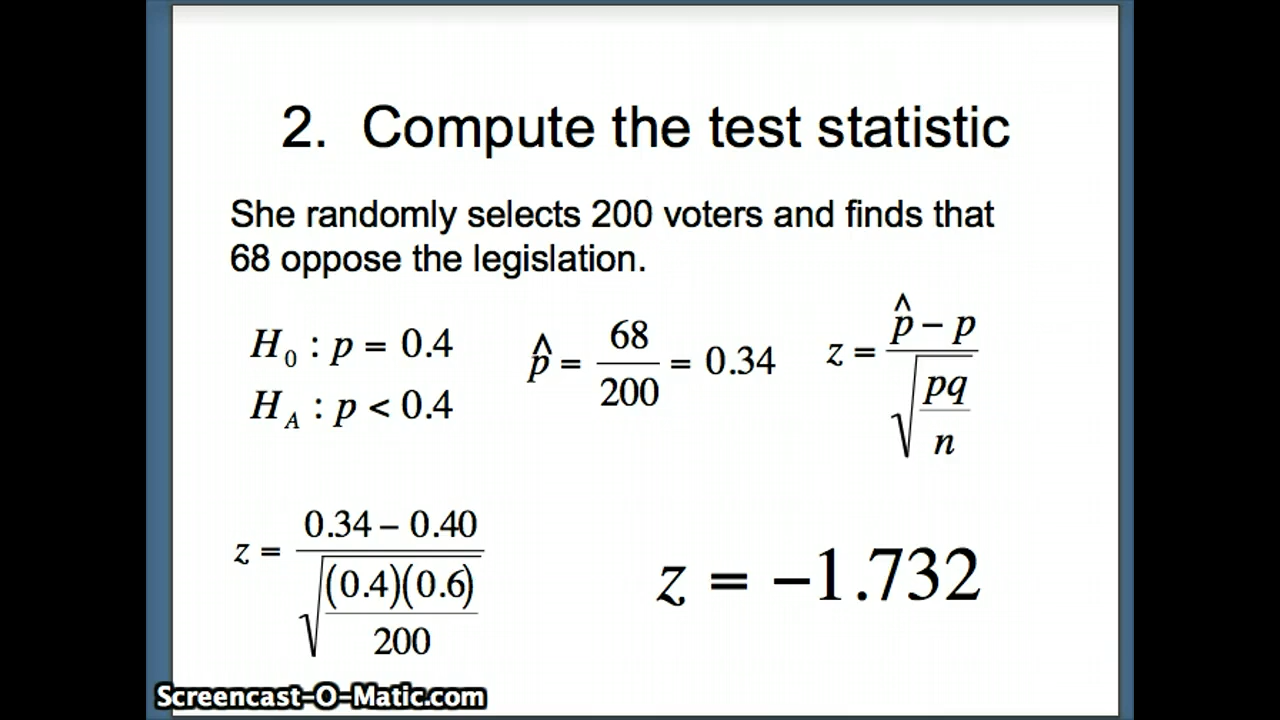 2. Compute the test statistic
She randomly selects 200 voters and finds that
68 oppose the legislation.
H₀ : p = 0.4
H_A : p < 0.4
p̂ = 68/200 = 0.34
z = (p̂ − p)/√(pq/n)
z = (0.34 − 0.40)/√((0.4)(0.6)/200)
z = −1.732
Screencast-O-Matic.com